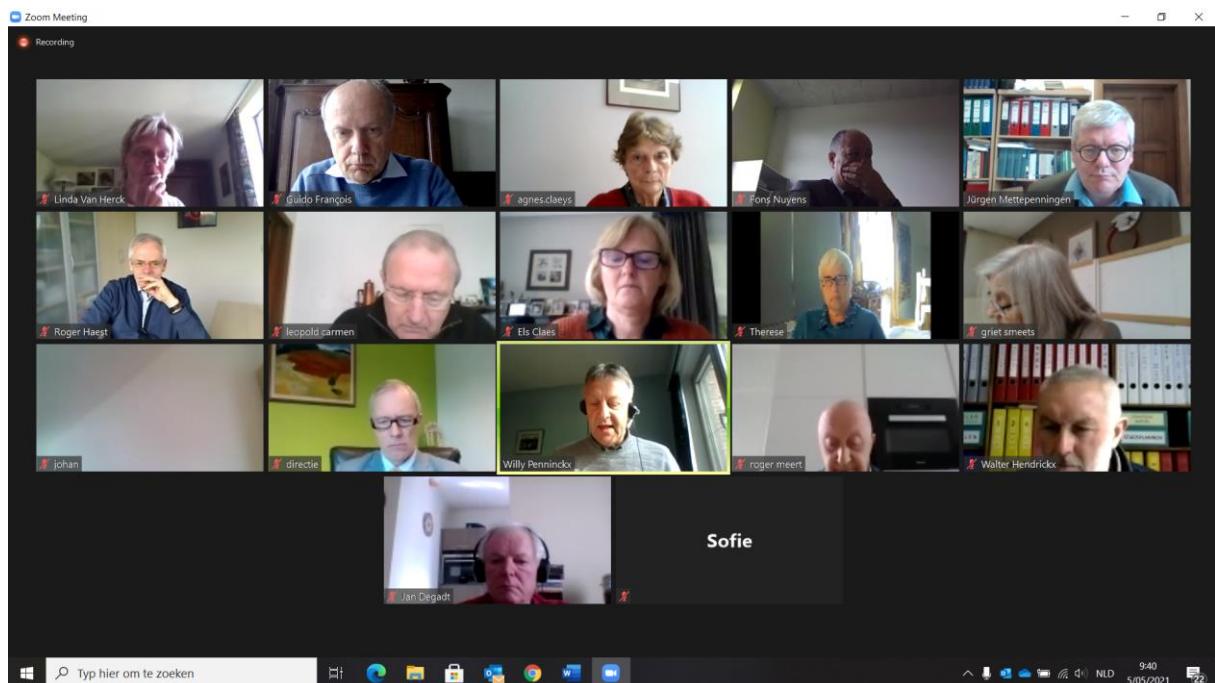 Zoom Meeting
Recording
Linda Van Herck
Guido François
agnes.claeys
Fons Nuyens
Jürgen Mettepenningen
Roger Haest
leopold carmen
Els Claes
Therese
griet smeets
johan
directie
Willy Penninckx
roger meert
Walter Hendrickx
Jan Degadt
Sofie
Typ hier om te zoeken
NLD
9:40
5/05/2021
22